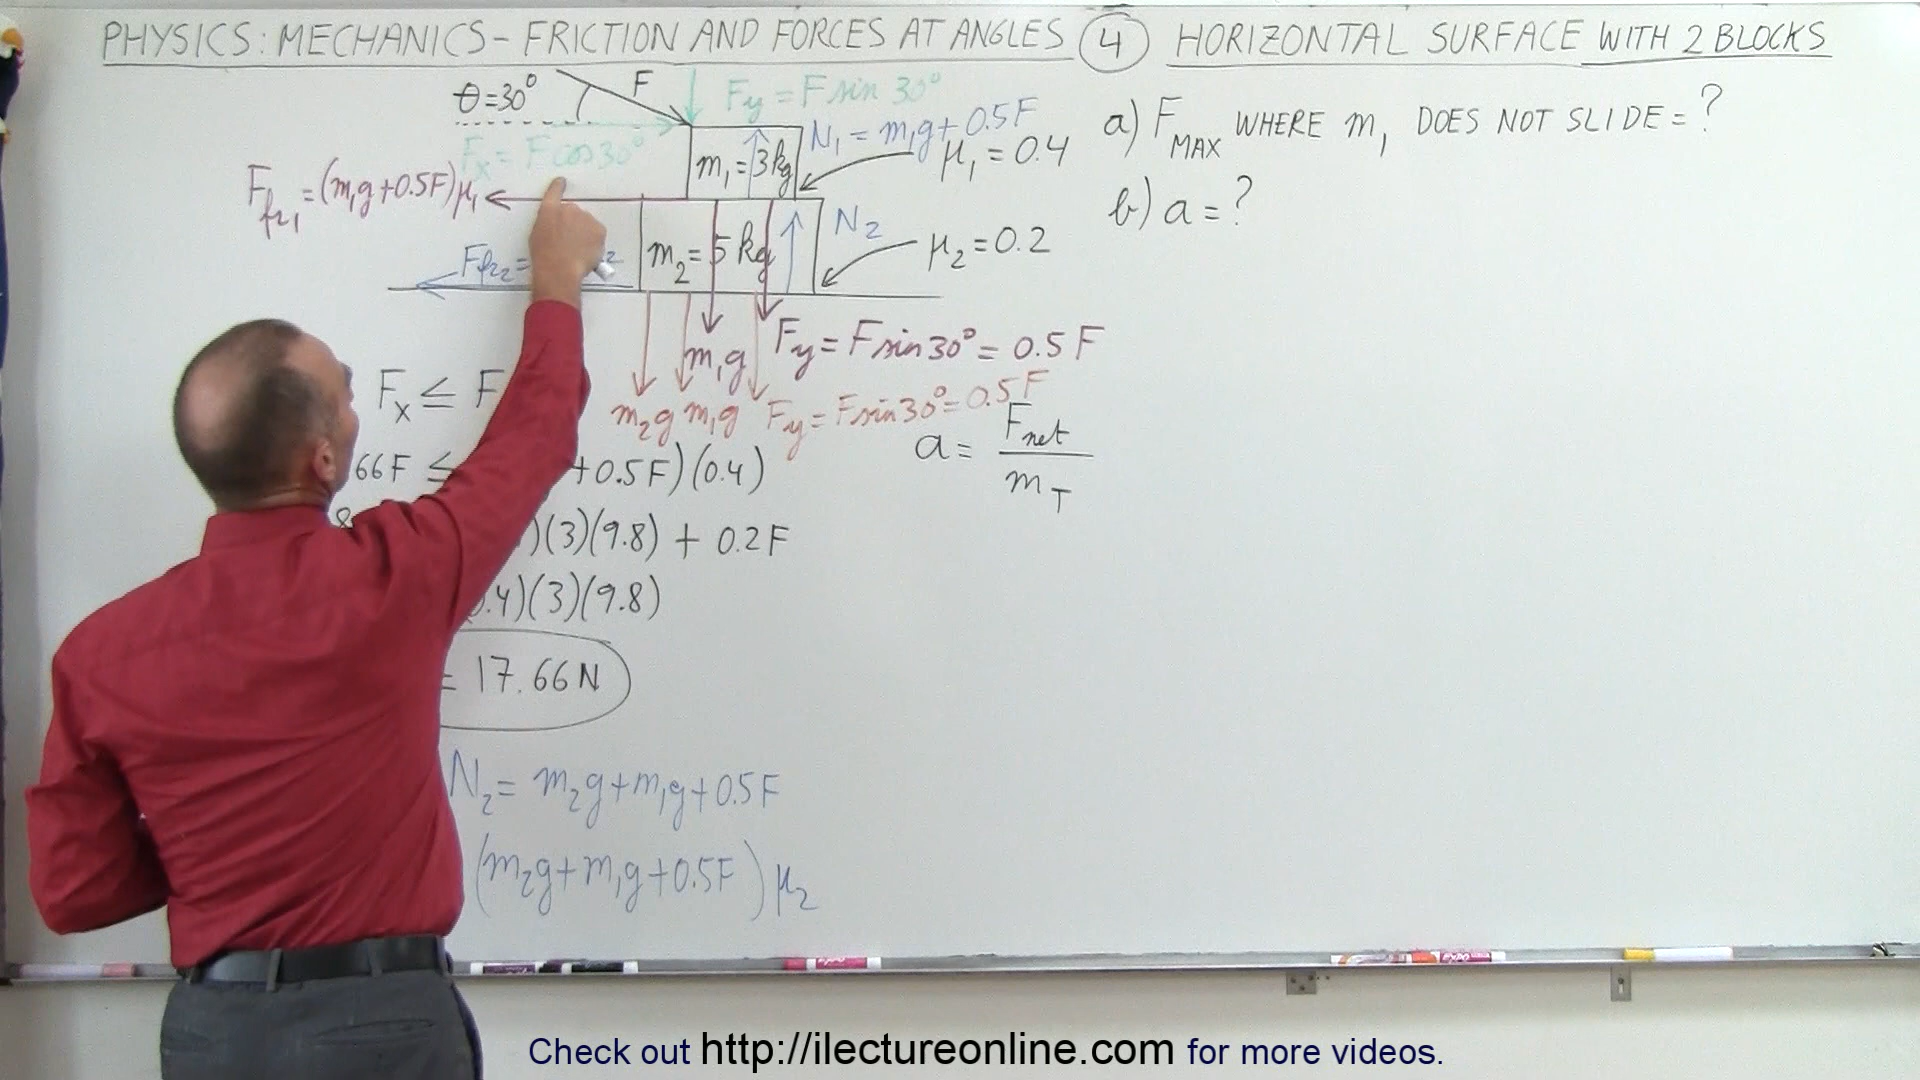 PHYSICS: MECHANICS - FRICTION AND FORCES AT ANGLES (4) HORIZONTAL SURFACE WITH 2 BLOCKS
θ=30°
F
Fy = F sin 30°
Fx = F cos 30°
N1 = m1g + 0.5F
μ1 = 0.4
m1 = 3 kg
Ffr1 = (m1g + 0.5F)μ1
a) FMAX WHERE m1 DOES NOT SLIDE = ?
b) a = ?
Ffr2 =
m2 = 5 kg
N2
μ2 = 0.2
m1g
Fy = F sin 30° = 0.5 F
m2g m1g Fy = F sin 30° = 0.5 F
Fx ≤ F
66F ≤ +0.5F)(0.4)
)(3)(9.8) + 0.2F
.4)(3)(9.8)
= 17.66 N
a = Fnet / mT
N2 = m2g + m1g + 0.5F
(m2g + m1g + 0.5F) μ2
Check out http://ilectureonline.com for more videos.